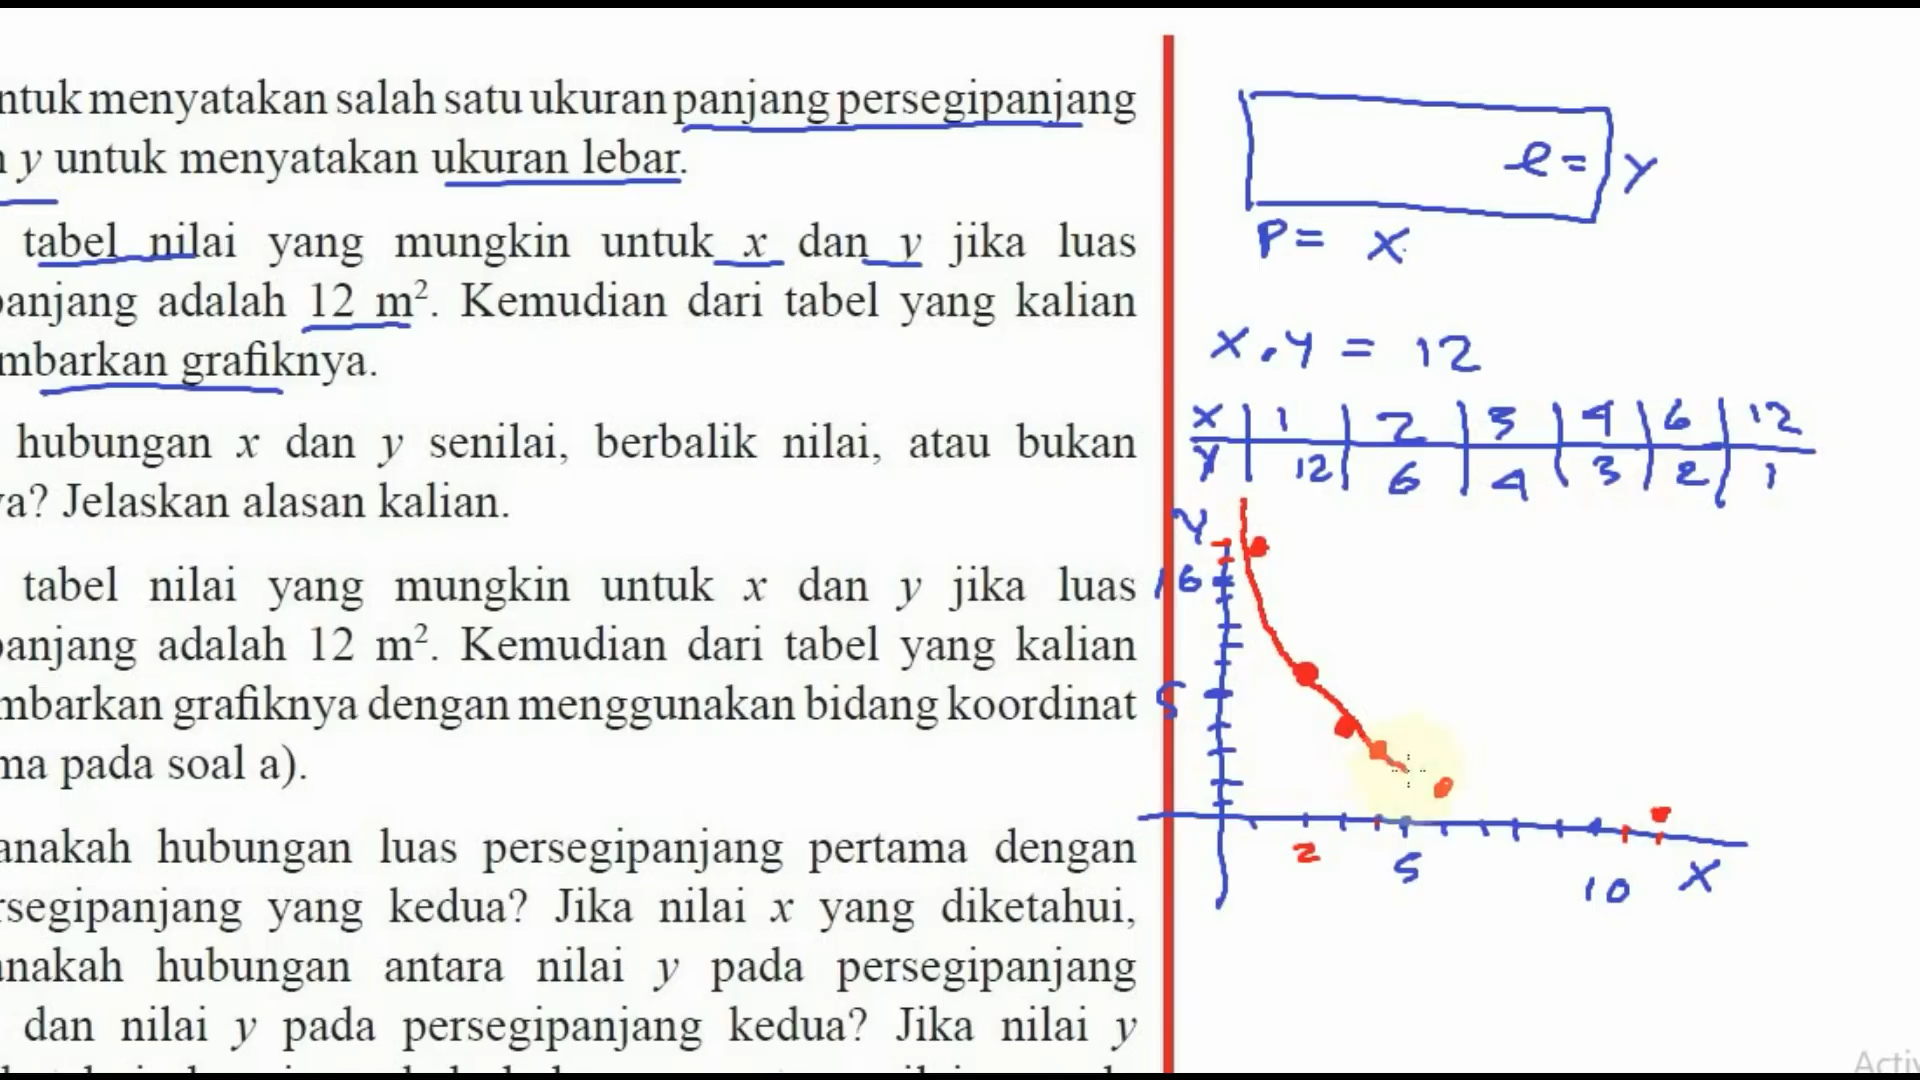 ntuk menyatakan salah satu ukuran panjang persegipanjang
y untuk menyatakan ukuran lebar.
tabel nilai yang mungkin untuk x dan y jika luas
panjang adalah 12 m². Kemudian dari tabel yang kalian
mbarkan grafiknya.
hubungan x dan y senilai, berbalik nilai, atau bukan
ya? Jelaskan alasan kalian.
tabel nilai yang mungkin untuk x dan y jika luas
panjang adalah 12 m². Kemudian dari tabel yang kalian
mbarkan grafiknya dengan menggunakan bidang koordinat
ma pada soal a).
anakah hubungan luas persegipanjang pertama dengan
rsegipanjang yang kedua? Jika nilai x yang diketahui,
anakah hubungan antara nilai y pada persegipanjang
dan nilai y pada persegipanjang kedua? Jika nilai y
l = y
P = x
x . y = 12
x | 1 | 2 | 3 | 4 | 6 | 12
y | 12 | 6 | 4 | 3 | 2 | 1
y
5
2 5 10 x
Activ